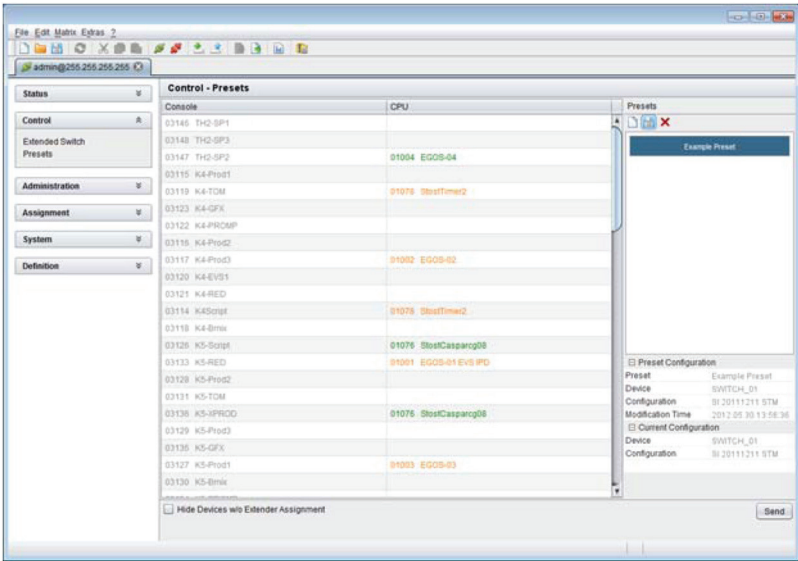 File Edit Matrix Extras ?
admin@255.255.255.255
Status
Control
Extended Switch
Presets
Administration
Assignment
System
Definition
Control - Presets
Console CPU
03146 TH2-SP1
03148 TH2-SP3
03147 TH2-SP2 01004 EGOS-04
03115 K4-Prod1
03119 K4-TOM 01078 StostTimer2
03123 K4-GFX
03122 K4-PROMP
03116 K4-Prod2
03117 K4-Prod3 01002 EGOS-02
03120 K4-EVS1
03121 K4-RED
03114 K4Script 01078 StostTimer2
03118 K4-Bmix
03126 K5-Script 01076 StostCasparcg08
03133 K5-RED 01001 EGOS-01 EVS IPD
03128 K5-Prod2
03131 K5-TOM
03136 K5-XPROD 01076 StostCasparcg08
03129 K5-Prod3
03135 K5-GFX
03127 K5-Prod1 01003 EGOS-03
03130 K5-Bmix
Hide Devices w/o Extender Assignment
Presets
Example Preset
Preset Configuration
Preset Example Preset
Device SWITCH_01
Configuration SI 20111211 STM
Modification Time 2012.05.30 13:56:36
Current Configuration
Device SWITCH_01
Configuration SI 20111211 STM
Send